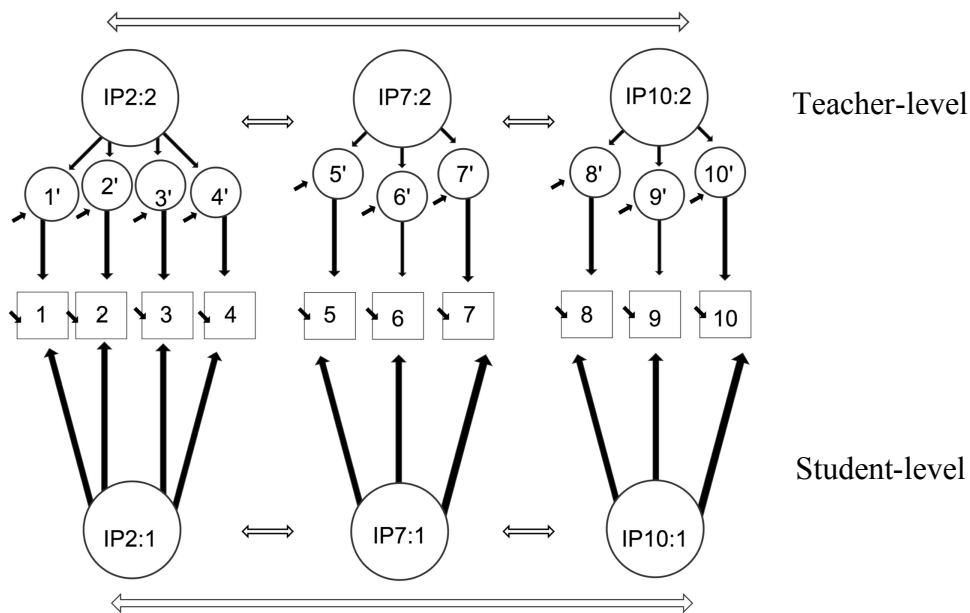 IP2:2 IP7:2 IP10:2 Teacher-level
1' 2' 3' 4' 5' 6' 7' 8' 9' 10'
1 2 3 4 5 6 7 8 9 10
Student-level
IP2:1 IP7:1 IP10:1